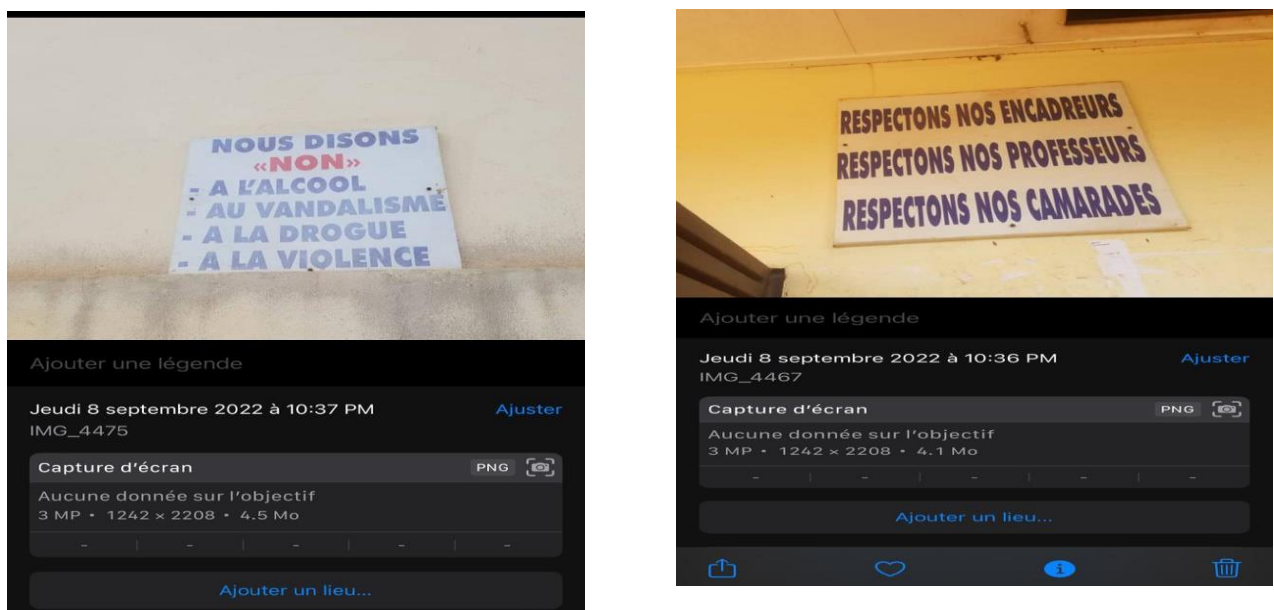 NOUS DISONS
«NON»
- A L'ALCOOL
- AU VANDALISME
- A LA DROGUE
- A LA VIOLENCE
Ajouter une légende
Jeudi 8 septembre 2022 à 10:37 PM
Ajuster
IMG_4475
Capture d'écran
PNG
Aucune donnée sur l'objectif
3 MP • 1242 × 2208 • 4.5 Mo
- - - - -
Ajouter un lieu...
RESPECTONS NOS ENCADREURS
RESPECTONS NOS PROFESSEURS
RESPECTONS NOS CAMARADES
Ajouter une légende
Jeudi 8 septembre 2022 à 10:36 PM
Ajuster
IMG_4467
Capture d'écran
PNG
Aucune donnée sur l'objectif
3 MP • 1242 × 2208 • 4.1 Mo
- - - - -
Ajouter un lieu...